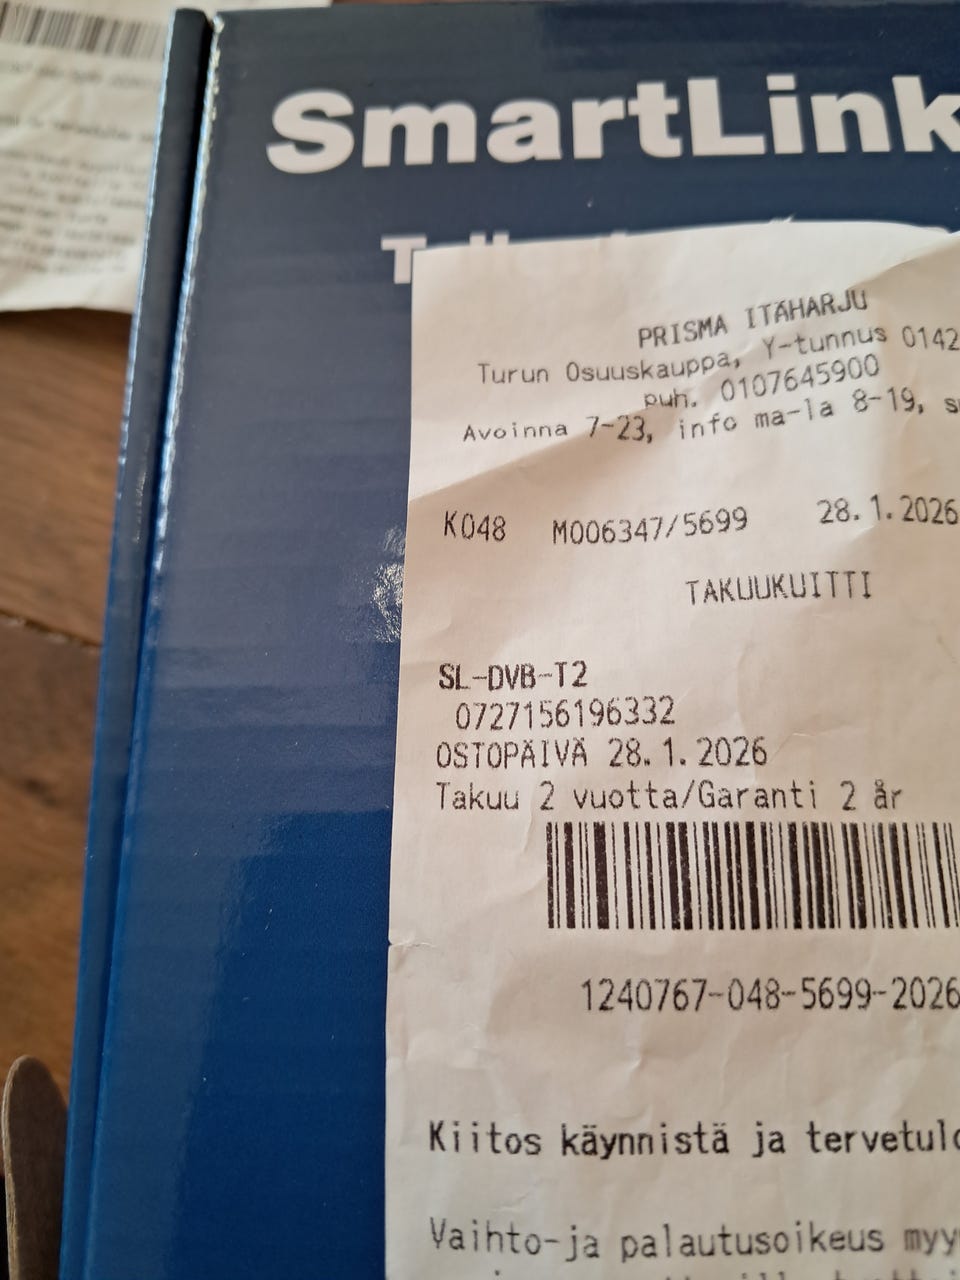 SmartLink
PRISMA ITÄHARJU
Turun Osuuskauppa, Y-tunnus 0142
puh. 0107645900
Avoinna 7-23, info ma-la 8-19, s
K048 M006347/5699 28.1.2026
TAKUUKUITTI
SL-DVB-T2
0727156196332
OSTOPÄIVÄ 28.1.2026
Takuu 2 vuotta/Garanti 2 år
1240767-048-5699-2026
Kiitos käynnistä ja tervetulo
Vaihto-ja palautusoikeus myy